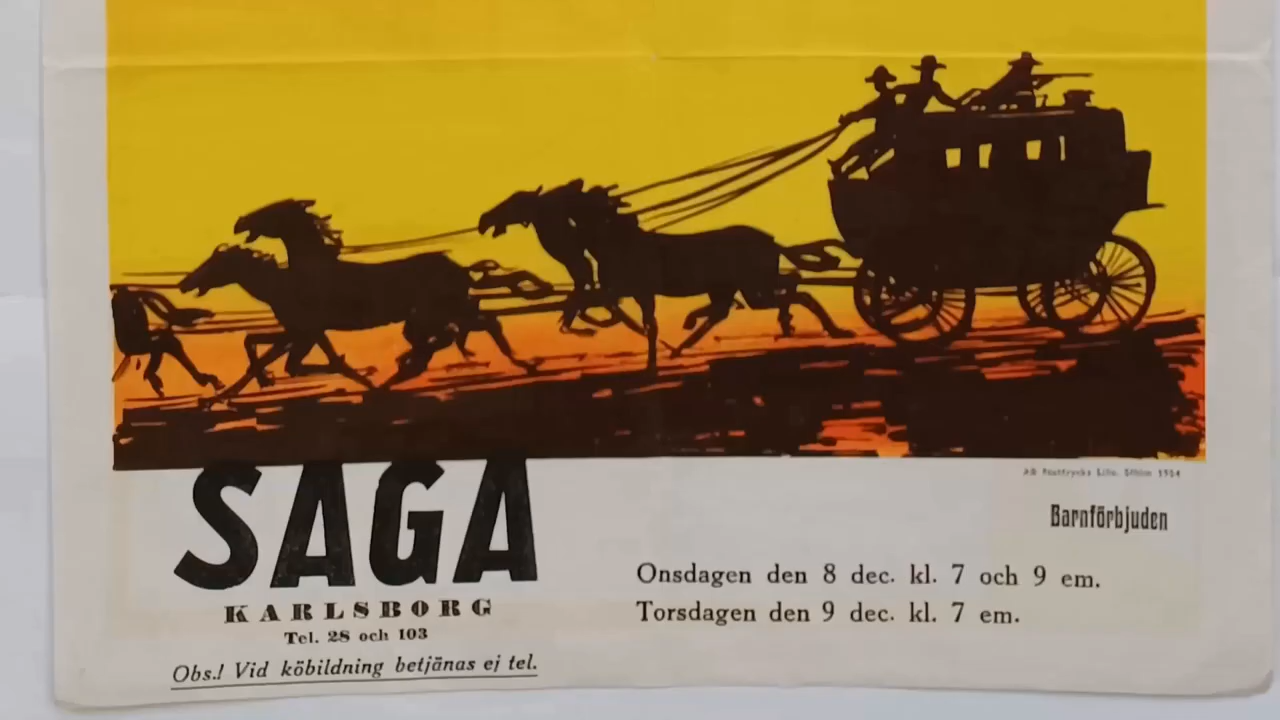 SAGA
KARLSBORG
Tel. 28 och 103
Obs.! Vid köbildning betjänas ej tel.
1954
Barnförbjuden
Onsdagen den 8 dec. kl. 7 och 9 em.
Torsdagen den 9 dec. kl. 7 em.